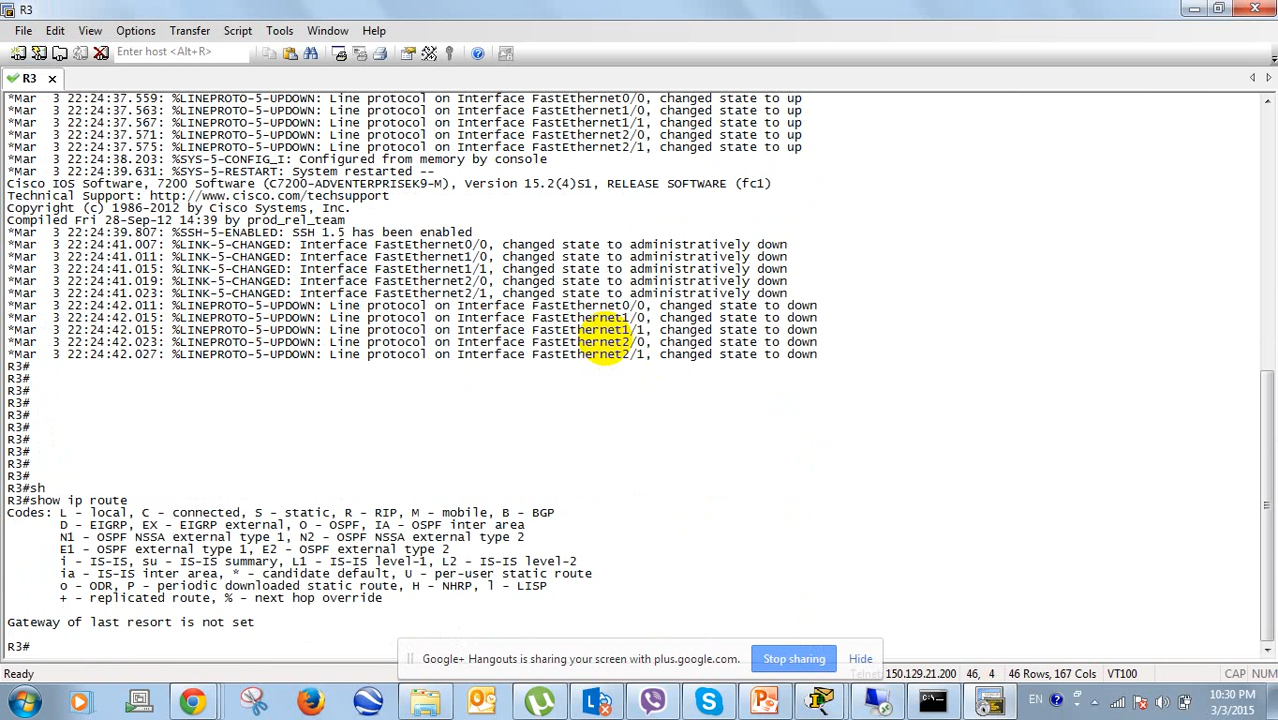 R3
File Edit View Options Transfer Script Tools Window Help
Enter host <Alt+R>
R3
*Mar  3 22:24:37.559: %LINEPROTO-5-UPDOWN: Line protocol on Interface FastEthernet0/0, changed state to up
*Mar  3 22:24:37.563: %LINEPROTO-5-UPDOWN: Line protocol on Interface FastEthernet1/0, changed state to up
*Mar  3 22:24:37.567: %LINEPROTO-5-UPDOWN: Line protocol on Interface FastEthernet1/1, changed state to up
*Mar  3 22:24:37.571: %LINEPROTO-5-UPDOWN: Line protocol on Interface FastEthernet2/0, changed state to up
*Mar  3 22:24:37.575: %LINEPROTO-5-UPDOWN: Line protocol on Interface FastEthernet2/1, changed state to up
*Mar  3 22:24:38.203: %SYS-5-CONFIG_I: Configured from memory by console
*Mar  3 22:24:39.631: %SYS-5-RESTART: System restarted --
Cisco IOS Software, 7200 Software (C7200-ADVENTERPRISEK9-M), Version 15.2(4)S1, RELEASE SOFTWARE (fc1)
Technical Support: http://www.cisco.com/techsupport
Copyright (c) 1986-2012 by Cisco Systems, Inc.
Compiled Fri 28-Sep-12 14:39 by prod_rel_team
*Mar  3 22:24:39.807: %SSH-5-ENABLED: SSH 1.5 has been enabled
*Mar  3 22:24:41.007: %LINK-5-CHANGED: Interface FastEthernet0/0, changed state to administratively down
*Mar  3 22:24:41.011: %LINK-5-CHANGED: Interface FastEthernet1/0, changed state to administratively down
*Mar  3 22:24:41.015: %LINK-5-CHANGED: Interface FastEthernet1/1, changed state to administratively down
*Mar  3 22:24:41.019: %LINK-5-CHANGED: Interface FastEthernet2/0, changed state to administratively down
*Mar  3 22:24:41.023: %LINK-5-CHANGED: Interface FastEthernet2/1, changed state to administratively down
*Mar  3 22:24:42.011: %LINEPROTO-5-UPDOWN: Line protocol on Interface FastEthernet0/0, changed state to down
*Mar  3 22:24:42.015: %LINEPROTO-5-UPDOWN: Line protocol on Interface FastEthernet1/0, changed state to down
*Mar  3 22:24:42.015: %LINEPROTO-5-UPDOWN: Line protocol on Interface FastEthernet1/1, changed state to down
*Mar  3 22:24:42.023: %LINEPROTO-5-UPDOWN: Line protocol on Interface FastEthernet2/0, changed state to down
*Mar  3 22:24:42.027: %LINEPROTO-5-UPDOWN: Line protocol on Interface FastEthernet2/1, changed state to down
R3#
R3#
R3#
R3#
R3#
R3#
R3#
R3#
R3#
R3#
R3#sh
R3#show ip route
Codes: L - local, C - connected, S - static, R - RIP, M - mobile, B - BGP
D - EIGRP, EX - EIGRP external, O - OSPF, IA - OSPF inter area
N1 - OSPF NSSA external type 1, N2 - OSPF NSSA external type 2
E1 - OSPF external type 1, E2 - OSPF external type 2
i - IS-IS, su - IS-IS summary, L1 - IS-IS level-1, L2 - IS-IS level-2
ia - IS-IS inter area, * - candidate default, U - per-user static route
o - ODR, P - periodic downloaded static route, H - NHRP, l - LISP
+ - replicated route, % - next hop override
Gateway of last resort is not set
R3#
Google+ Hangouts is sharing your screen with plus.google.com. Stop sharing Hide
Ready Telnet: 150.129.21.200 46, 4 46 Rows, 167 Cols VT100 CAP NUM
EN 10:30 PM
3/3/2015